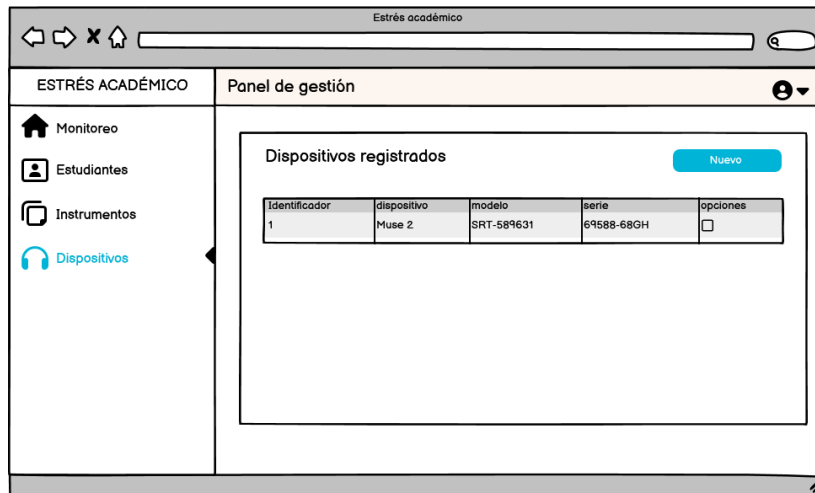 Estrés académico
ESTRÉS ACADÉMICO
Panel de gestión
Monitoreo
Estudiantes
Instrumentos
Dispositivos
Dispositivos registrados
Nuevo
Identificador dispositivo modelo serie opciones
1 Muse 2 SRT-589631 69588-68GH